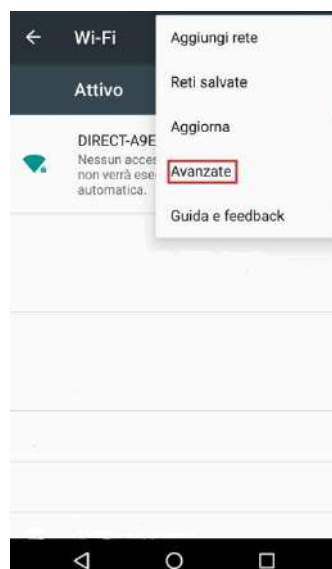 Wi-Fi
Attivo
DIRECT-A9E
Nessun acces
non verrà ese
automatica.
Aggiungi rete
Reti salvate
Aggiorna
Avanzate
Guida e feedback